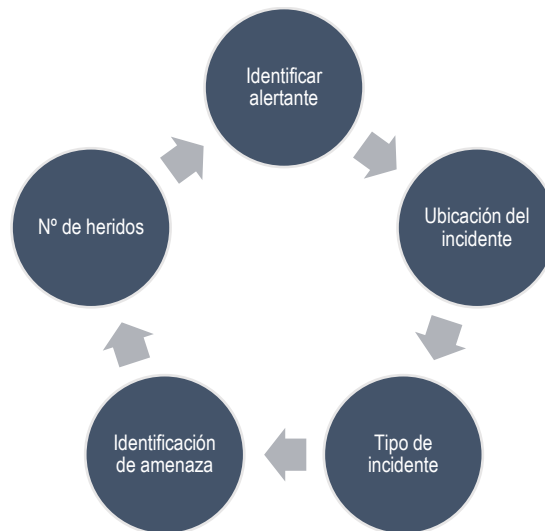 Identificar
alertante
Ubicación del
incidente
Tipo de
incidente
Identificación
de amenaza
Nº de heridos